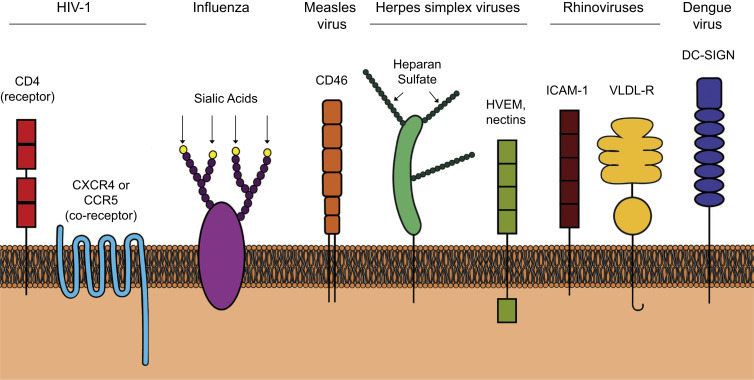 HIV-1
Influenza
Measles
virus
Herpes simplex viruses
Rhinoviruses
Dengue
virus
CD4
(receptor)
CXCR4 or
CCR5
(co-receptor)
Sialic Acids
CD46
Heparan
Sulfate
HVEM,
nectins
ICAM-1
VLDL-R
DC-SIGN